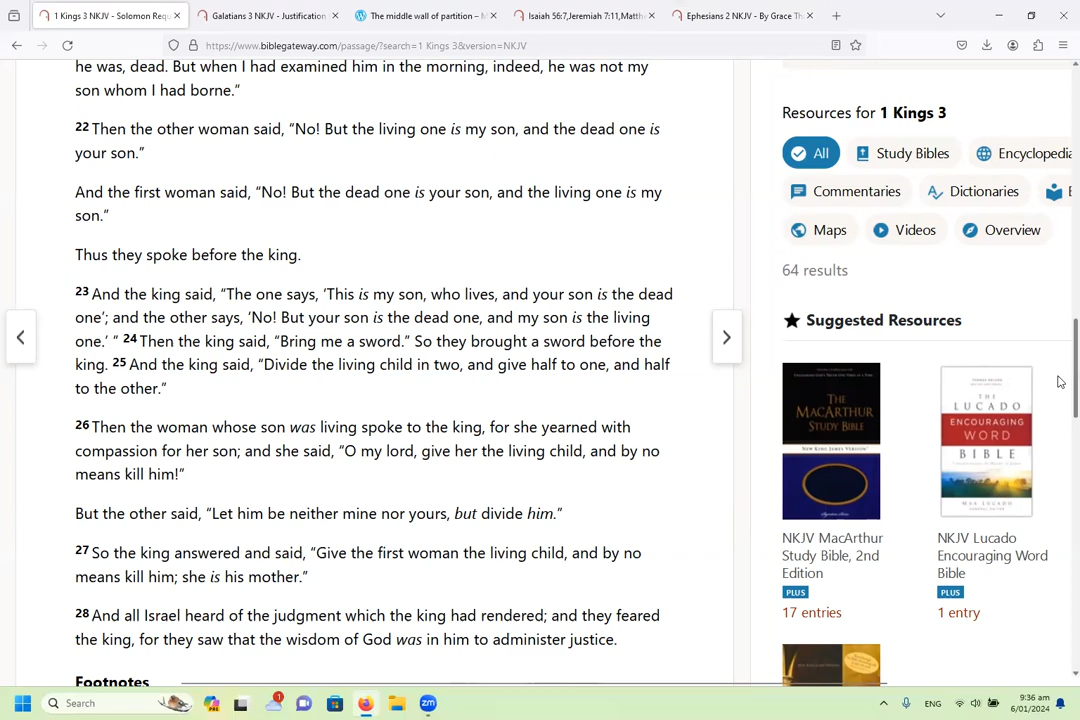 1 Kings 3 NKJV - Solomon Requ
Galatians 3 NKJV - Justification
The middle wall of partition – M
Isaiah 56:7,Jeremiah 7:11,Matth
Ephesians 2 NKJV - By Grace Th
https://www.biblegateway.com/passage/?search=1 Kings 3&version=NKJV
he was, dead. But when I had examined him in the morning, indeed, he was not my
son whom I had borne.”
22 Then the other woman said, “No! But the living one is my son, and the dead one is
your son.”
And the first woman said, “No! But the dead one is your son, and the living one is my
son.”
Thus they spoke before the king.
23 And the king said, “The one says, ‘This is my son, who lives, and your son is the dead
one’; and the other says, ‘No! But your son is the dead one, and my son is the living
one.’ ” 24 Then the king said, “Bring me a sword.” So they brought a sword before the
king. 25 And the king said, “Divide the living child in two, and give half to one, and half
to the other.”
26 Then the woman whose son was living spoke to the king, for she yearned with
compassion for her son; and she said, “O my lord, give her the living child, and by no
means kill him!”
But the other said, “Let him be neither mine nor yours, but divide him.”
27 So the king answered and said, “Give the first woman the living child, and by no
means kill him; she is his mother.”
28 And all Israel heard of the judgment which the king had rendered; and they feared
the king, for they saw that the wisdom of God was in him to administer justice.
Footnotes
Resources for 1 Kings 3
All Study Bibles Encyclopedia
Commentaries Dictionaries
Maps Videos Overview
64 results
Suggested Resources
THE
MACARTHUR
STUDY BIBLE
NEW KING JAMES VERSION
THE
LUCADO
ENCOURAGING
WORD
BIBLE
MAX LUCADO
NKJV MacArthur
Study Bible, 2nd
Edition
PLUS
17 entries
NKJV Lucado
Encouraging Word
Bible
PLUS
1 entry
Search
PRE
1
zm
ENG
9:36 am
6/01/2024